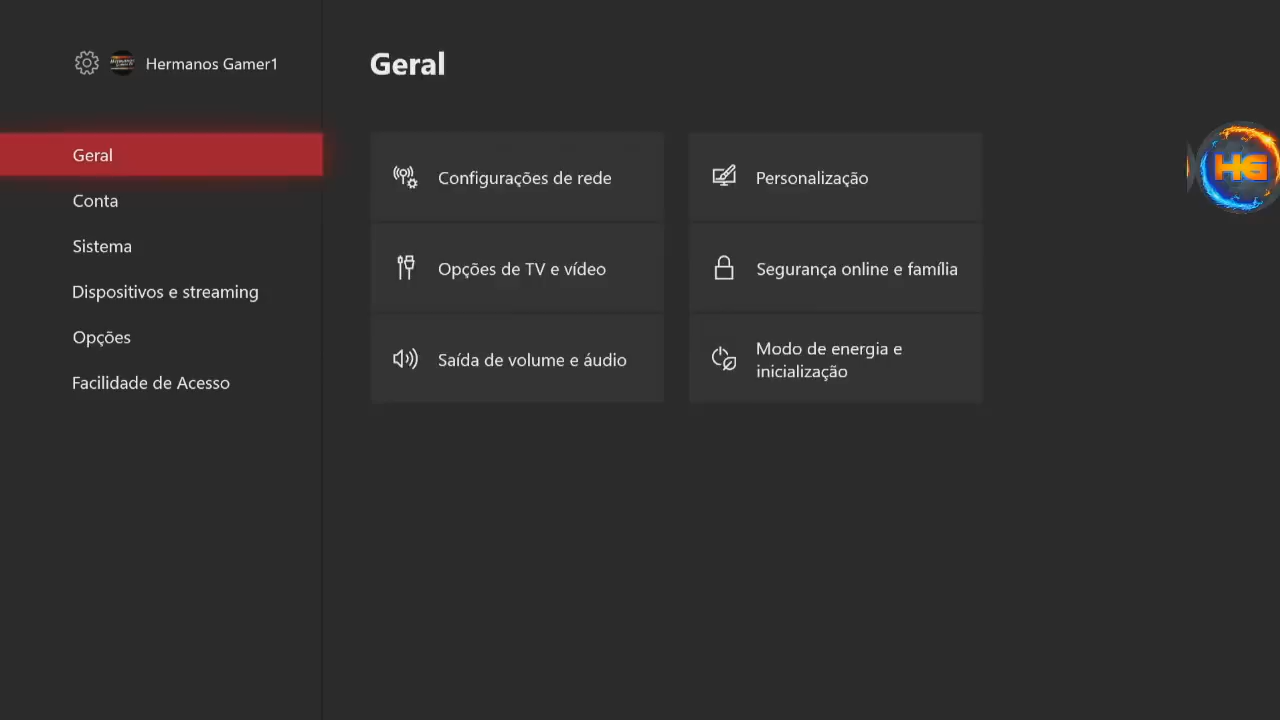 Hermanos Gamer1
Geral
Conta
Sistema
Dispositivos e streaming
Opções
Facilidade de Acesso
Geral
Configurações de rede
Personalização
Opções de TV e vídeo
Segurança online e família
Saída de volume e áudio
Modo de energia e
inicialização
HG